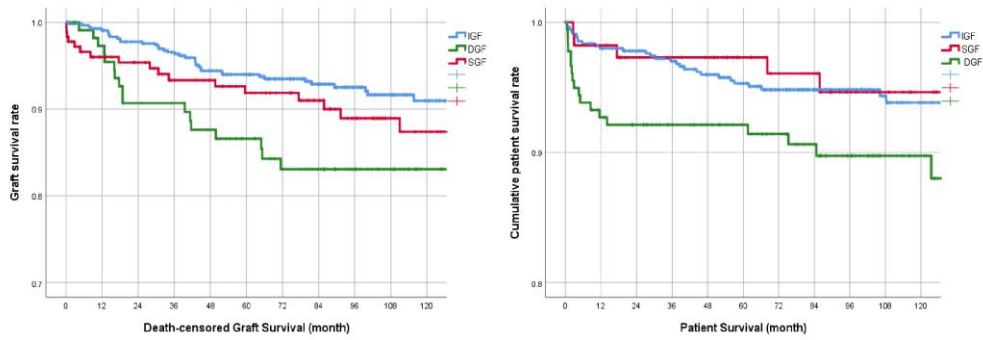 Graft survival rate
1.0
0.9
0.8
0.7
0 12 24 36 48 60 72 84 96 108 120
Death-censored Graft Survival (month)
IGF
DGF
SGF
Cumulative patient survival rate
1.0
0.9
0.8
0 12 24 36 48 60 72 84 96 108 120
Patient Survival (month)
IGF
SGF
DGF